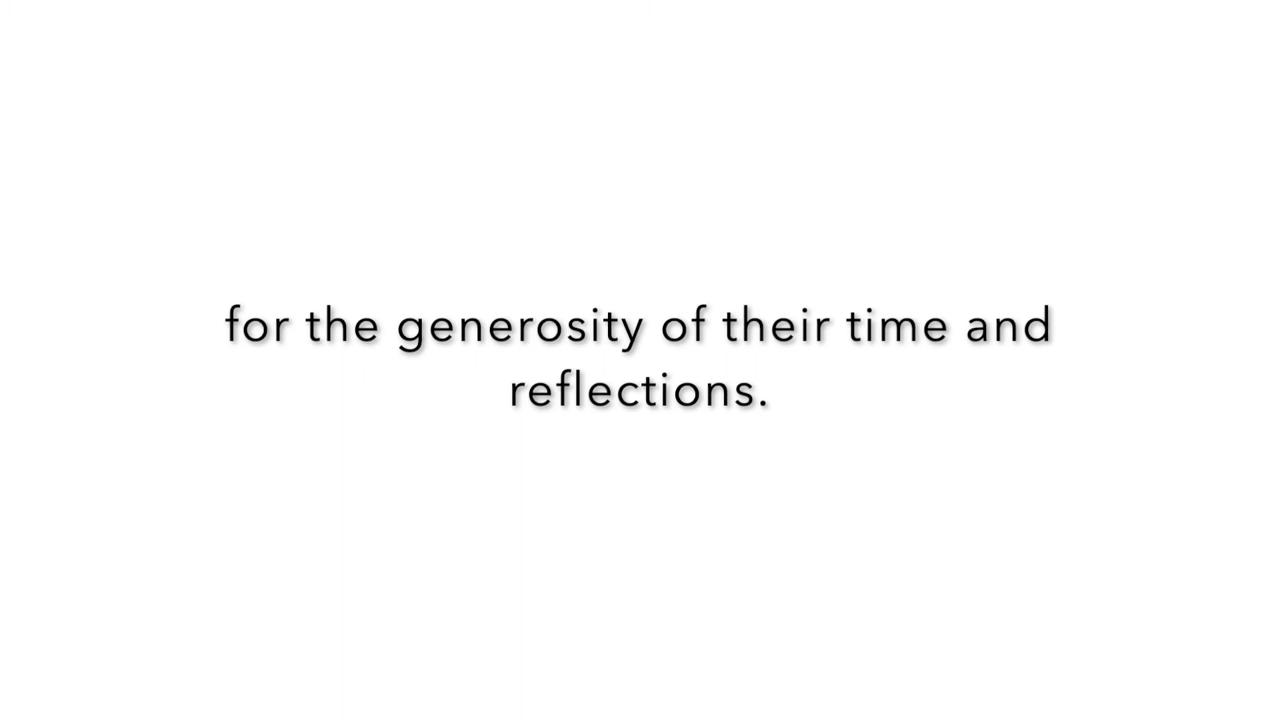 for the generosity of their time and
reflections.